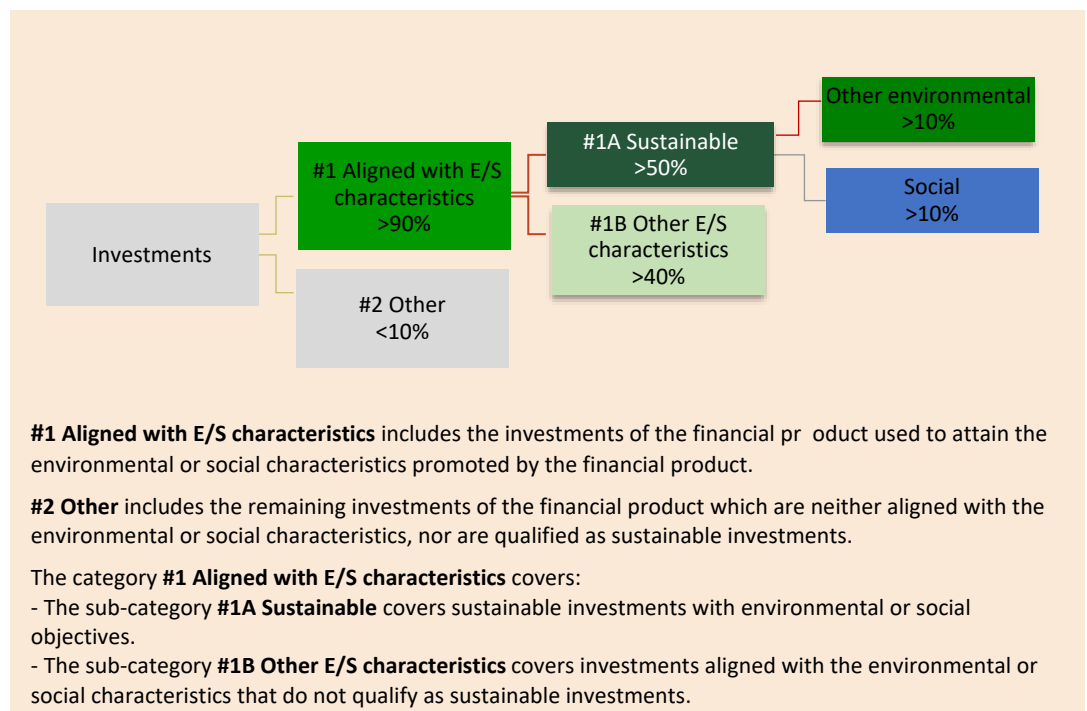 Other environmental
>10%
#1A Sustainable
>50%
#1 Aligned with E/S
characteristics
>90%
Social
>10%
#1B Other E/S
characteristics
>40%
Investments
#2 Other
<10%
#1 Aligned with E/S characteristics includes the investments of the financial pr oduct used to attain the
environmental or social characteristics promoted by the financial product.
#2 Other includes the remaining investments of the financial product which are neither aligned with the
environmental or social characteristics, nor are qualified as sustainable investments.
The category #1 Aligned with E/S characteristics covers:
- The sub-category #1A Sustainable covers sustainable investments with environmental or social
objectives.
- The sub-category #1B Other E/S characteristics covers investments aligned with the environmental or
social characteristics that do not qualify as sustainable investments.